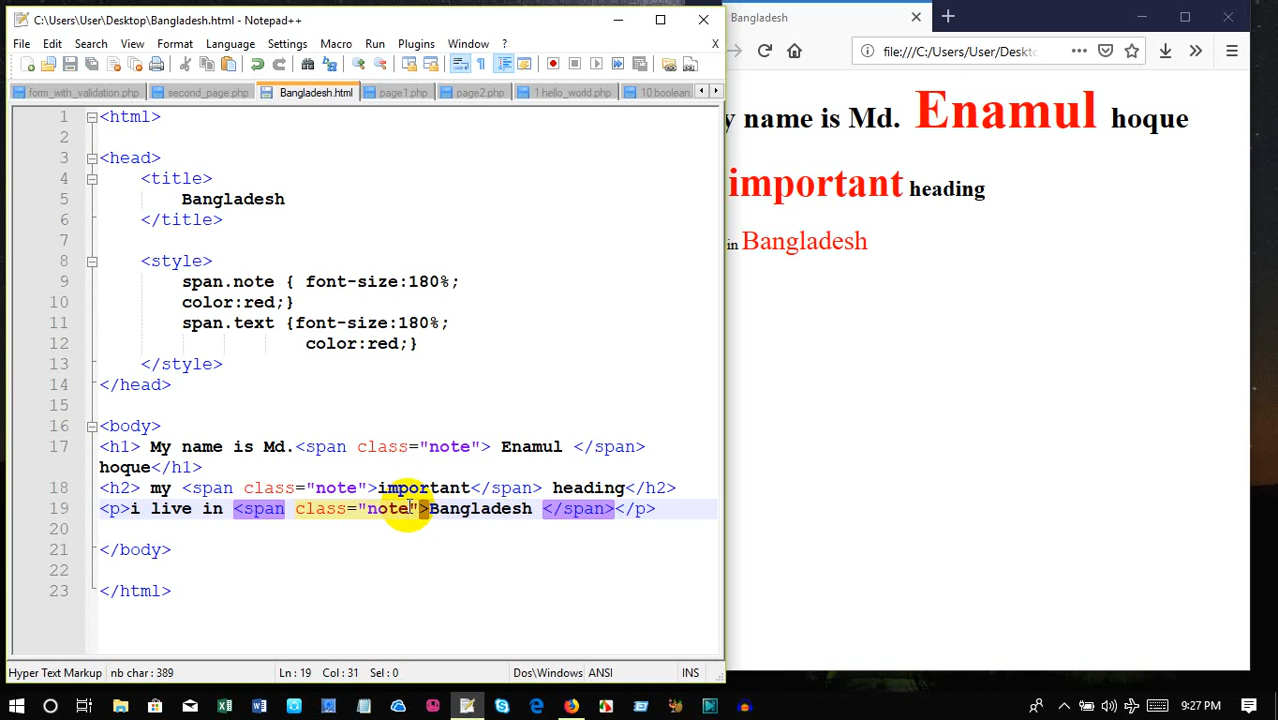 C:\Users\User\Desktop\Bangladesh.html - Notepad++
File Edit Search View Format Encoding Language Settings Macro Run Plugins Window ? X
form_with_validation.php second_page.php Bangladesh.html page1.php page2.php 1 hello_world.php 10 boolean
1 <html>
2
3 <head>
4 <title>
5 Bangladesh
6 </title>
7
8 <style>
9 span.note { font-size:180%;
10 color:red;}
11 span.text {font-size:180%;
12 color:red;}
13 </style>
14 </head>
15
16 <body>
17 <h1> My name is Md.<span class="note"> Enamul </span>
hoque</h1>
18 <h2> my <span class="note">important</span> heading</h2>
19 <p>i live in <span class="note">Bangladesh </span></p>
20
21 </body>
22
23 </html>
Hyper Text Markup nb char : 389 Ln : 19 Col : 31 Sel : 0 Dos\Windows ANSI INS
Bangladesh
file:///C:/Users/User/Deskto
y name is Md. Enamul hoque
important heading
in Bangladesh
9:27 PM